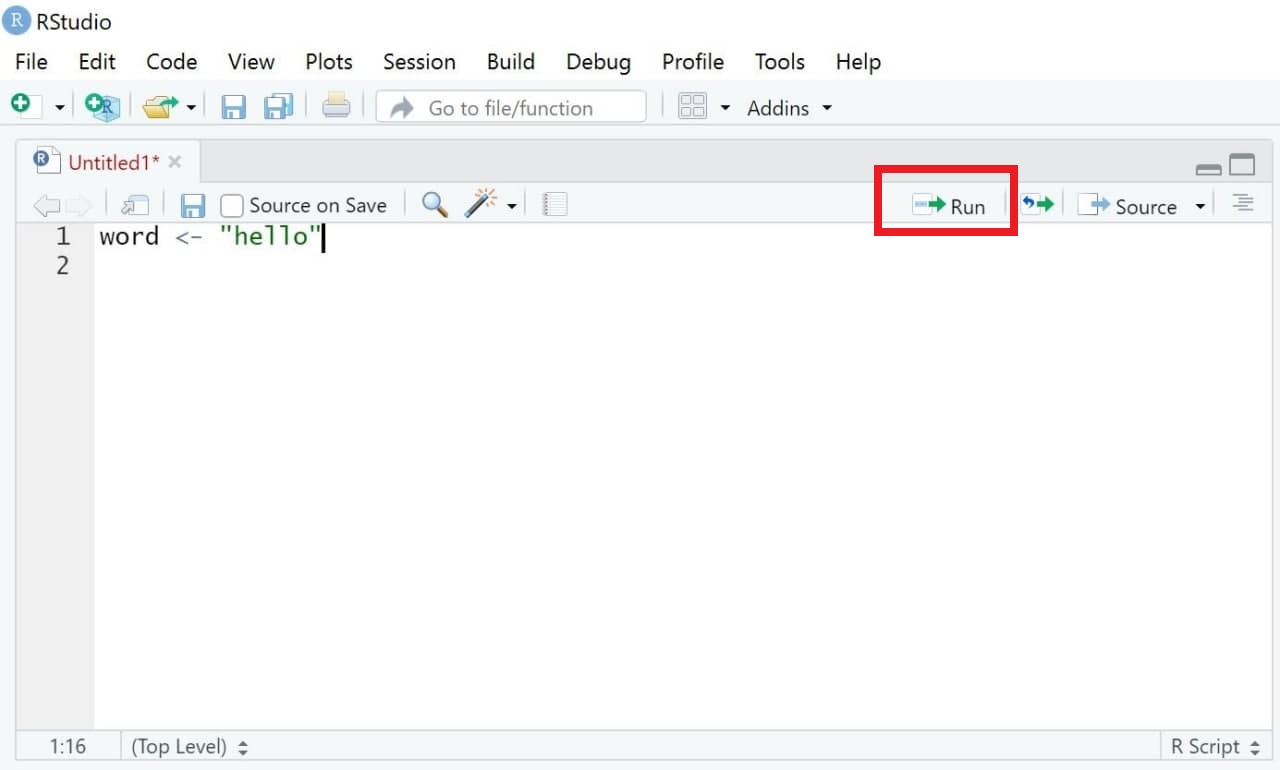 RStudio
File Edit Code View Plots Session Build Debug Profile Tools Help
Go to file/function Addins
Untitled1*
Source on Save Run Source
1 word <- "hello"
2
1:16 (Top Level) R Script